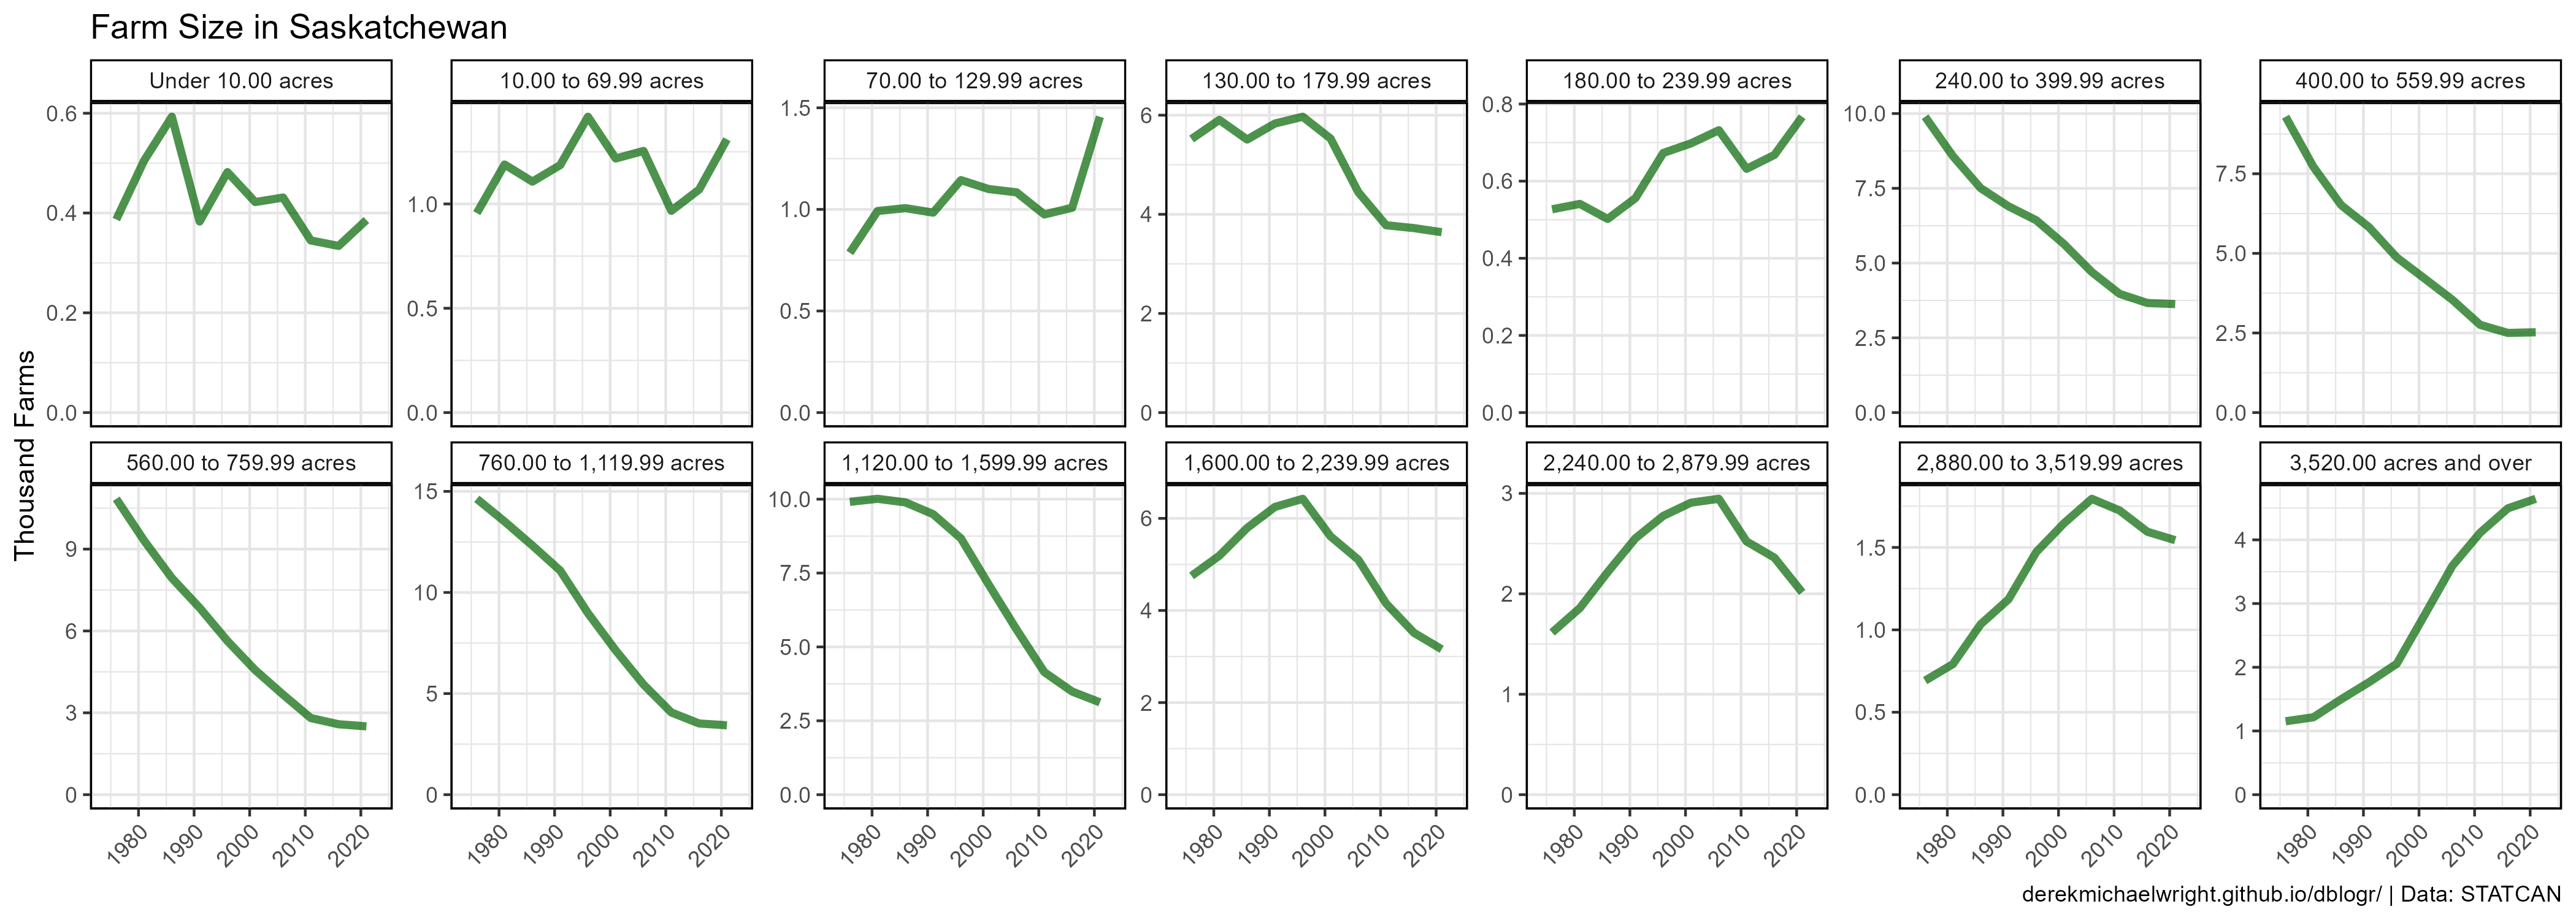 Farm Size in Saskatchewan
Under 10.00 acres
10.00 to 69.99 acres
70.00 to 129.99 acres
130.00 to 179.99 acres
180.00 to 239.99 acres
240.00 to 399.99 acres
400.00 to 559.99 acres
0.6
0.4
0.2
0.0
1.0
0.5
0.0
1.5
1.0
0.5
0.0
6
4
2
0
0.8
0.6
0.4
0.2
0.0
10.0
7.5
5.0
2.5
0.0
7.5
5.0
2.5
0.0
Thousand Farms
560.00 to 759.99 acres
760.00 to 1,119.99 acres
1,120.00 to 1,599.99 acres
1,600.00 to 2,239.99 acres
2,240.00 to 2,879.99 acres
2,880.00 to 3,519.99 acres
3,520.00 acres and over
9
6
3
0
15
10
5
0
10.0
7.5
5.0
2.5
0.0
6
4
2
0
3
2
1
0
1.5
1.0
0.5
0.0
4
3
2
1
0
1980 1990 2000 2010 2020
1980 1990 2000 2010 2020
1980 1990 2000 2010 2020
1980 1990 2000 2010 2020
1980 1990 2000 2010 2020
1980 1990 2000 2010 2020
1980 1990 2000 2010 2020
derekmichaelwright.github.io/dblogr/ | Data: STATCAN